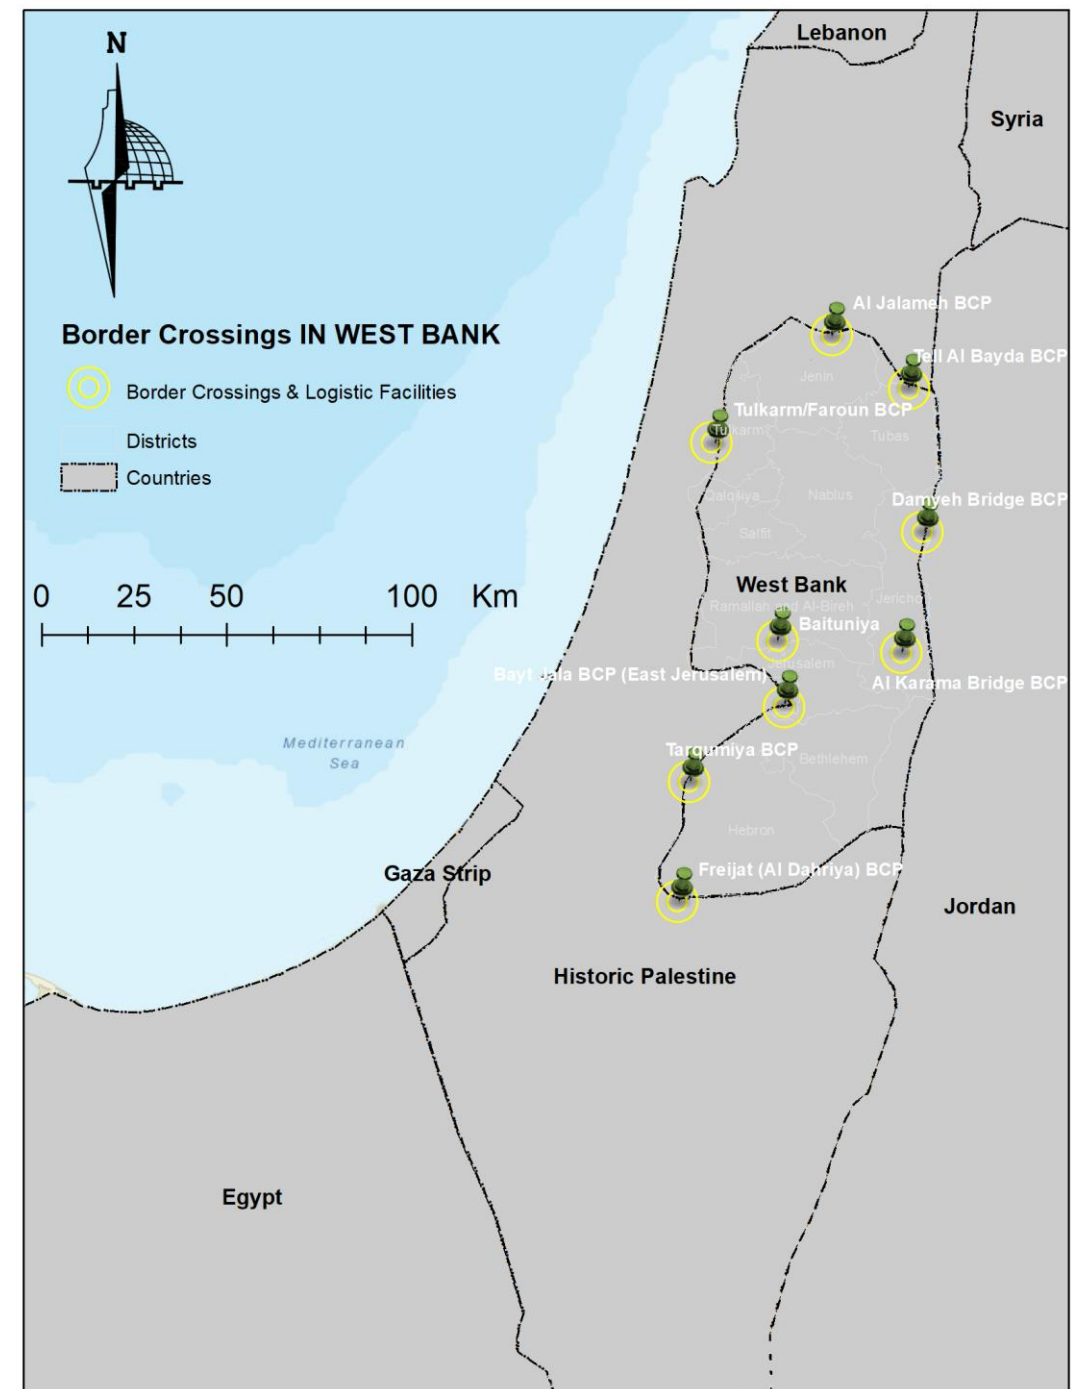 Lebanon
N
Syria
Al Jalameh BCP
Border Crossings IN WEST BANK
Tell Al Bayda BCP
Jenin
Border Crossings & Logistic Facilities
Tulkarm/Faroun BCP
Tulkarm
Tubas
Districts
Countries
Qalqiliya
Nablus
Damyeh Bridge BCP
Salfit
West Bank
0 25 50 100 Km
Jericho
Ramallah and Al-Bireh
Baituniya
Jerusalem
Bayt Jala BCP (East Jerusalem)
Al Karama Bridge BCP
Mediterranean
Sea
Tarqumiya BCP
Bethlehem
Hebron
Gaza Strip
Freijat (Al Dahriya) BCP
Jordan
Historic Palestine
Egypt